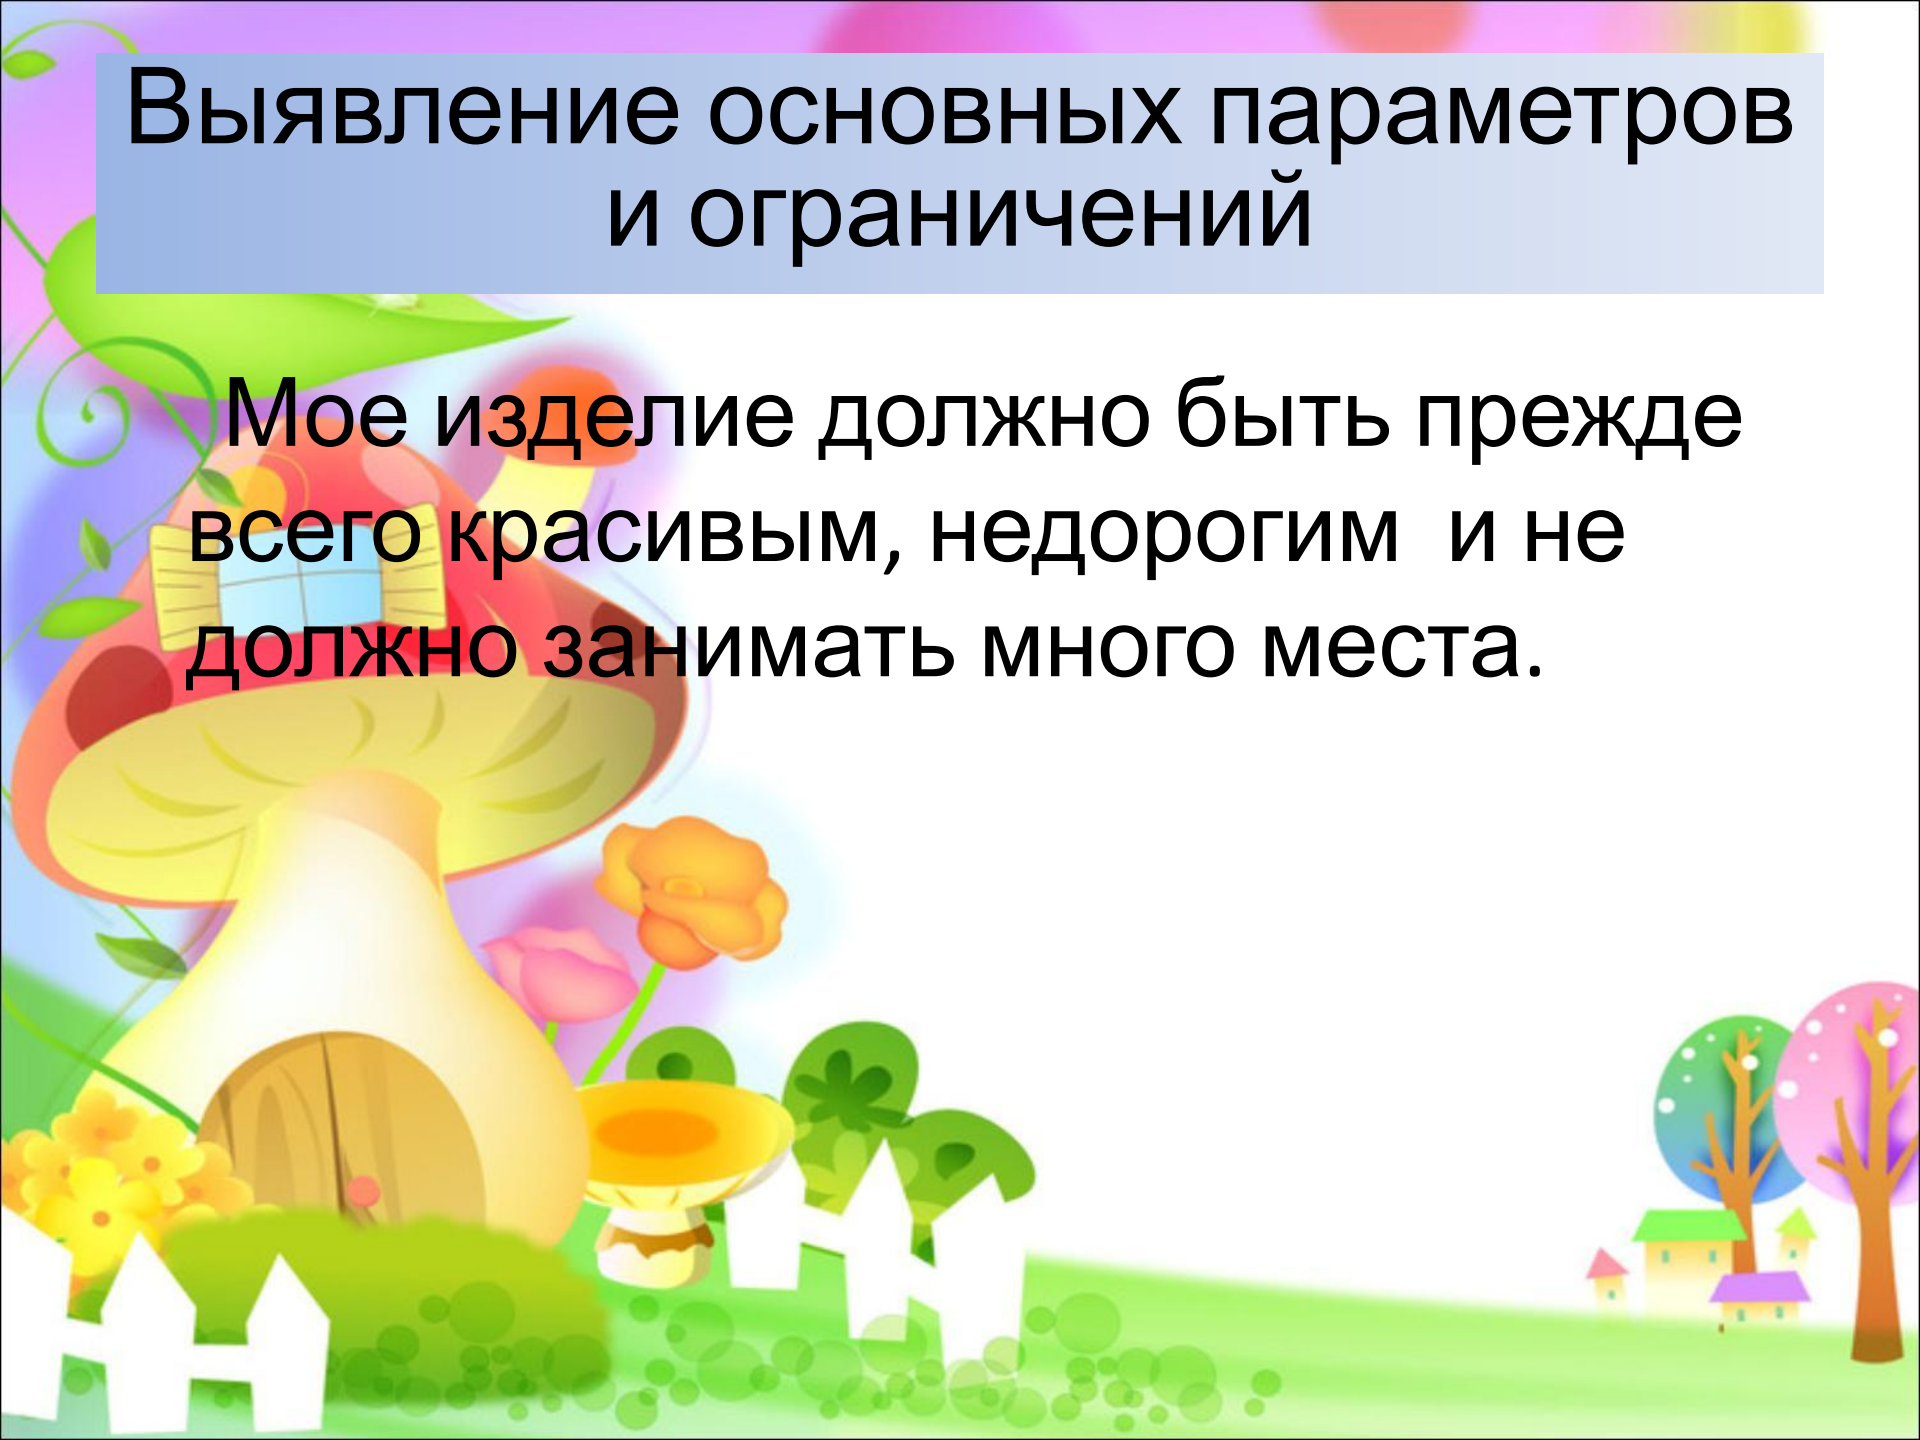 Выявление основных параметров
и ограничений
Мое изделие должно быть прежде
всего красивым, недорогим  и не
должно занимать много места.